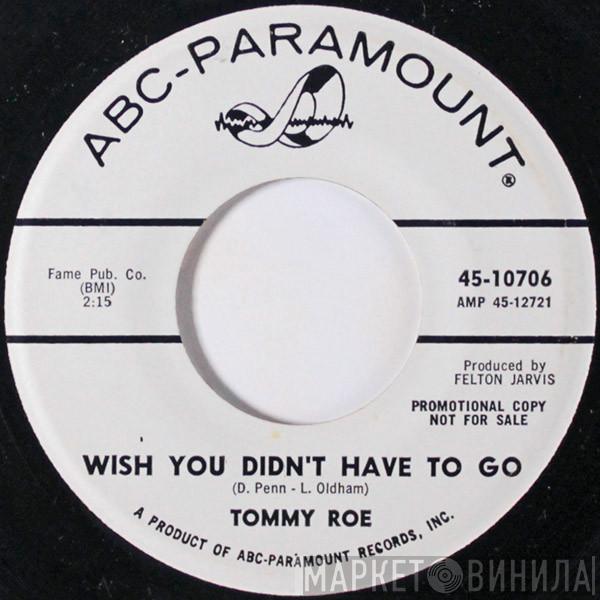 ABC-PARAMOUNT®
Fame Pub. Co.
(BMI)
2:15
45-10706
AMP 45-12721
Produced by
FELTON JARVIS
PROMOTIONAL COPY
NOT FOR SALE
WISH YOU DIDN'T HAVE TO GO
(D. Penn - L. Oldham)
TOMMY ROE
A PRODUCT OF ABC-PARAMOUNT RECORDS, INC.
МАРКЕТ ВИНИЛА